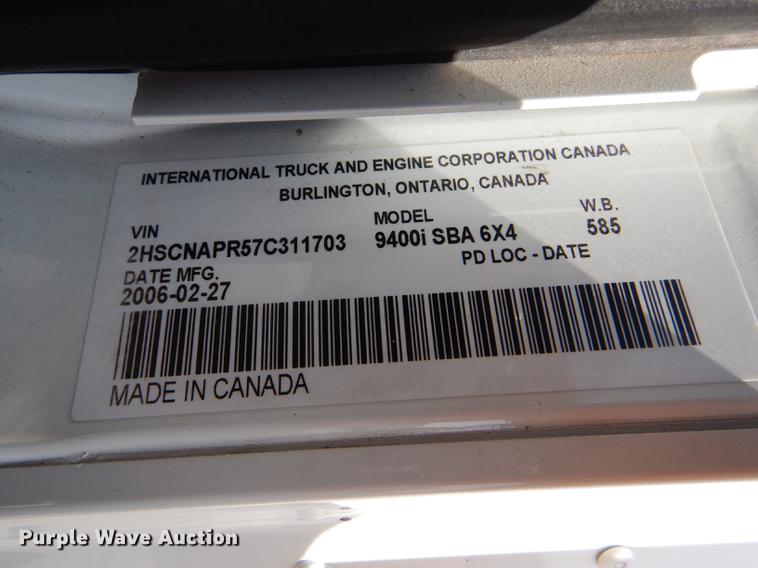 INTERNATIONAL TRUCK AND ENGINE CORPORATION CANADA
BURLINGTON, ONTARIO, CANADA
VIN MODEL W.B.
2HSCNAPR57C311703 9400i SBA 6X4 585
DATE MFG. PD LOC - DATE
2006-02-27
MADE IN CANADA
Purple Wave Auction